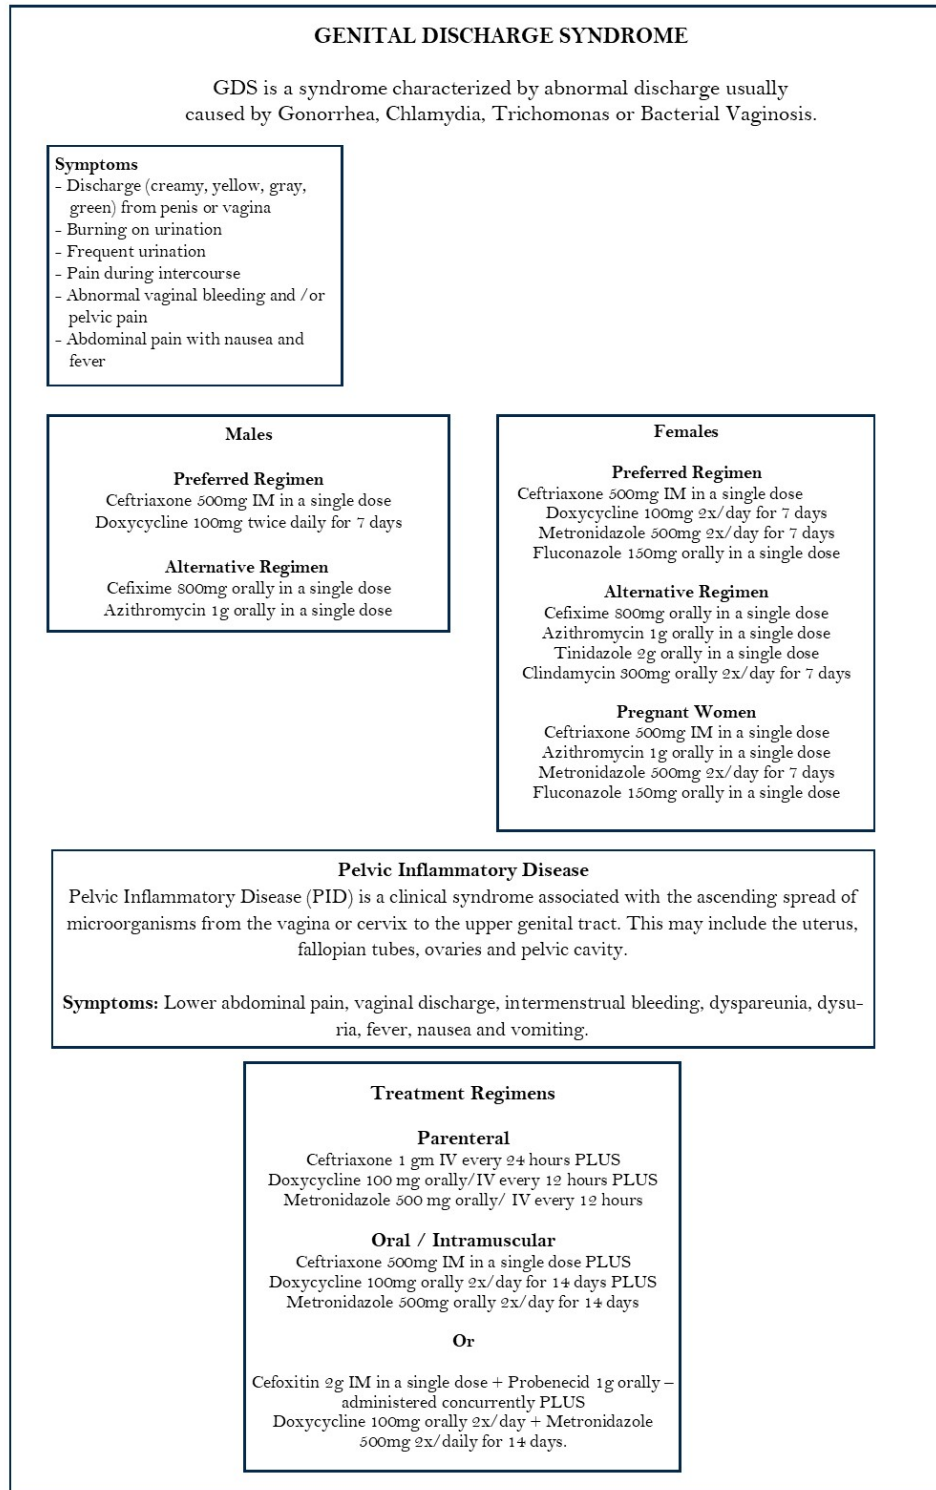 GENITAL DISCHARGE SYNDROME
GDS is a syndrome characterized by abnormal discharge usually
caused by Gonorrhea, Chlamydia, Trichomonas or Bacterial Vaginosis.
Symptoms
- Discharge (creamy, yellow, gray,
green) from penis or vagina
- Burning on urination
- Frequent urination
- Pain during intercourse
- Abnormal vaginal bleeding and /or
pelvic pain
- Abdominal pain with nausea and
fever
Males
Preferred Regimen
Ceftriaxone 500mg IM in a single dose
Doxycycline 100mg twice daily for 7 days
Alternative Regimen
Cefixime 800mg orally in a single dose
Azithromycin 1g orally in a single dose
Females
Preferred Regimen
Ceftriaxone 500mg IM in a single dose
Doxycycline 100mg 2x/day for 7 days
Metronidazole 500mg 2x/day for 7 days
Fluconazole 150mg orally in a single dose
Alternative Regimen
Cefixime 800mg orally in a single dose
Azithromycin 1g orally in a single dose
Tinidazole 2g orally in a single dose
Clindamycin 300mg orally 2x/day for 7 days
Pregnant Women
Ceftriaxone 500mg IM in a single dose
Azithromycin 1g orally in a single dose
Metronidazole 500mg 2x/day for 7 days
Fluconazole 150mg orally in a single dose
Pelvic Inflammatory Disease
Pelvic Inflammatory Disease (PID) is a clinical syndrome associated with the ascending spread of
microorganisms from the vagina or cervix to the upper genital tract. This may include the uterus,
fallopian tubes, ovaries and pelvic cavity.
Symptoms: Lower abdominal pain, vaginal discharge, intermenstrual bleeding, dyspareunia, dysu-
ria, fever, nausea and vomiting.
Treatment Regimens
Parenteral
Ceftriaxone 1 gm IV every 24 hours PLUS
Doxycycline 100 mg orally/IV every 12 hours PLUS
Metronidazole 500 mg orally/ IV every 12 hours
Oral / Intramuscular
Ceftriaxone 500mg IM in a single dose PLUS
Doxycycline 100mg orally 2x/day for 14 days PLUS
Metronidazole 500mg orally 2x/day for 14 days
Or
Cefoxitin 2g IM in a single dose + Probenecid 1g orally –
administered concurrently PLUS
Doxycycline 100mg orally 2x/day + Metronidazole
500mg 2x/daily for 14 days.